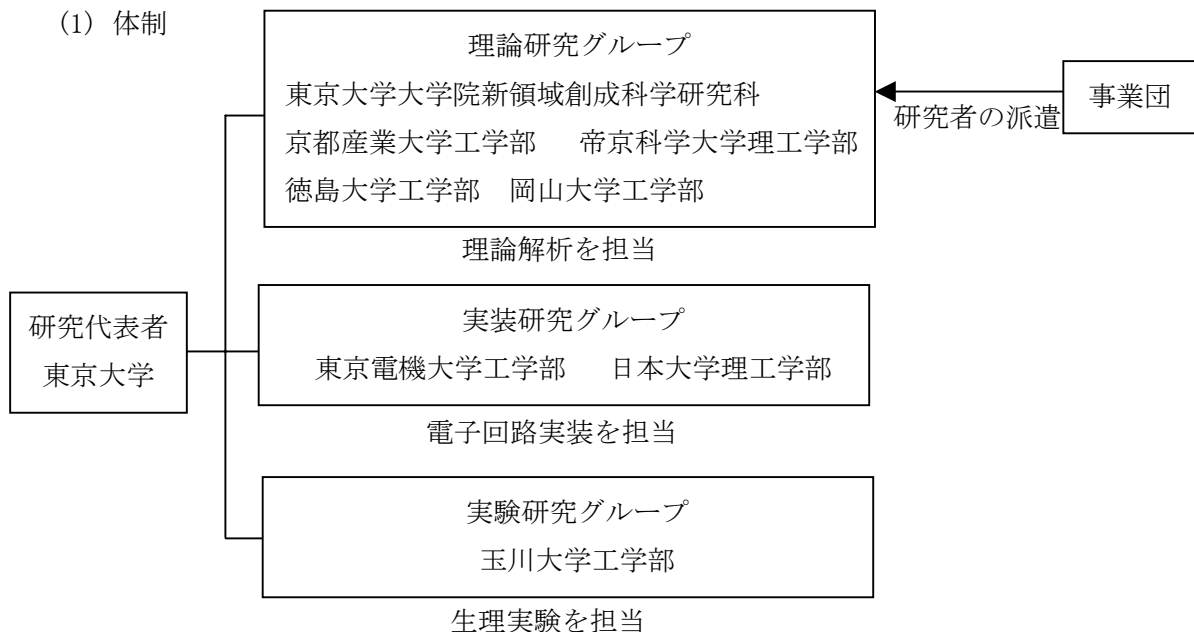 (1) 体制
理論研究グループ
東京大学大学院新領域創成科学研究科
京都産業大学工学部 帝京科学大学理工学部
徳島大学工学部 岡山大学工学部
理論解析を担当
研究者の派遣
事業団
研究代表者
東京大学
実装研究グループ
東京電機大学工学部 日本大学理工学部
電子回路実装を担当
実験研究グループ
玉川大学工学部
生理実験を担当